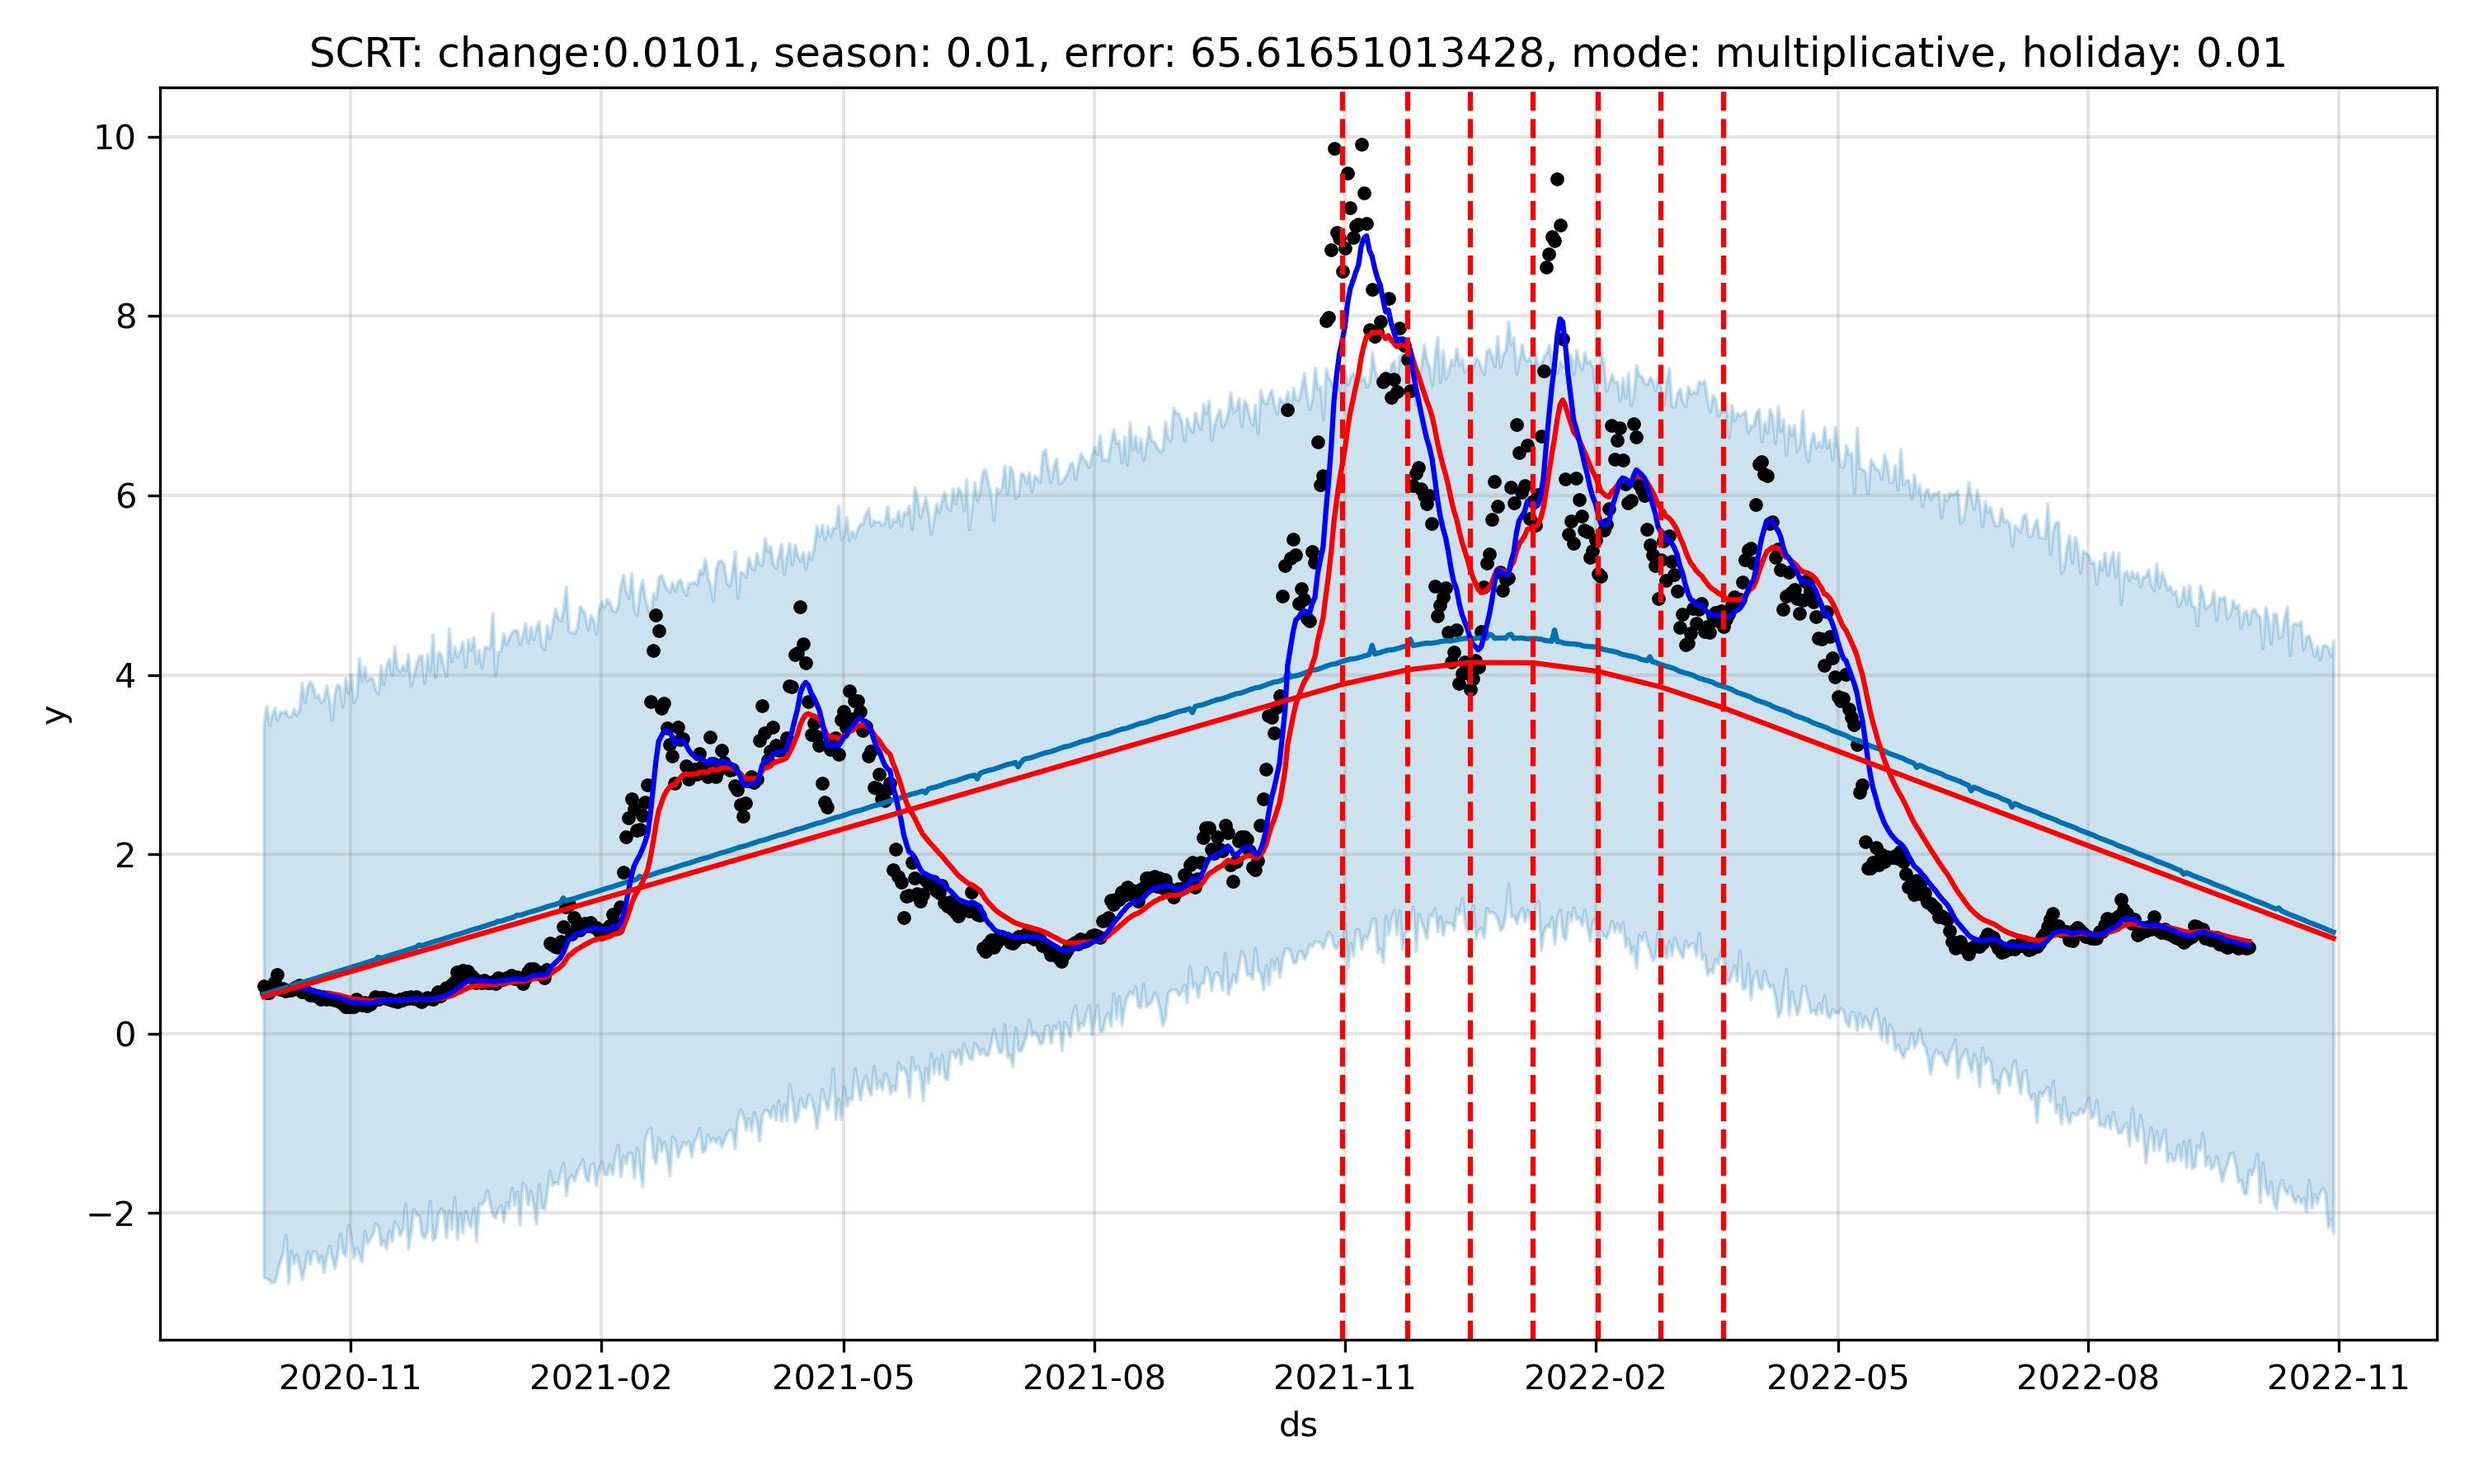 SCRT: change:0.0101, season: 0.01, error: 65.61651013428, mode: multiplicative, holiday: 0.01
10
8
6
4
2
0
−2
y
2020-11 2021-02 2021-05 2021-08 2021-11 2022-02 2022-05 2022-08 2022-11
ds